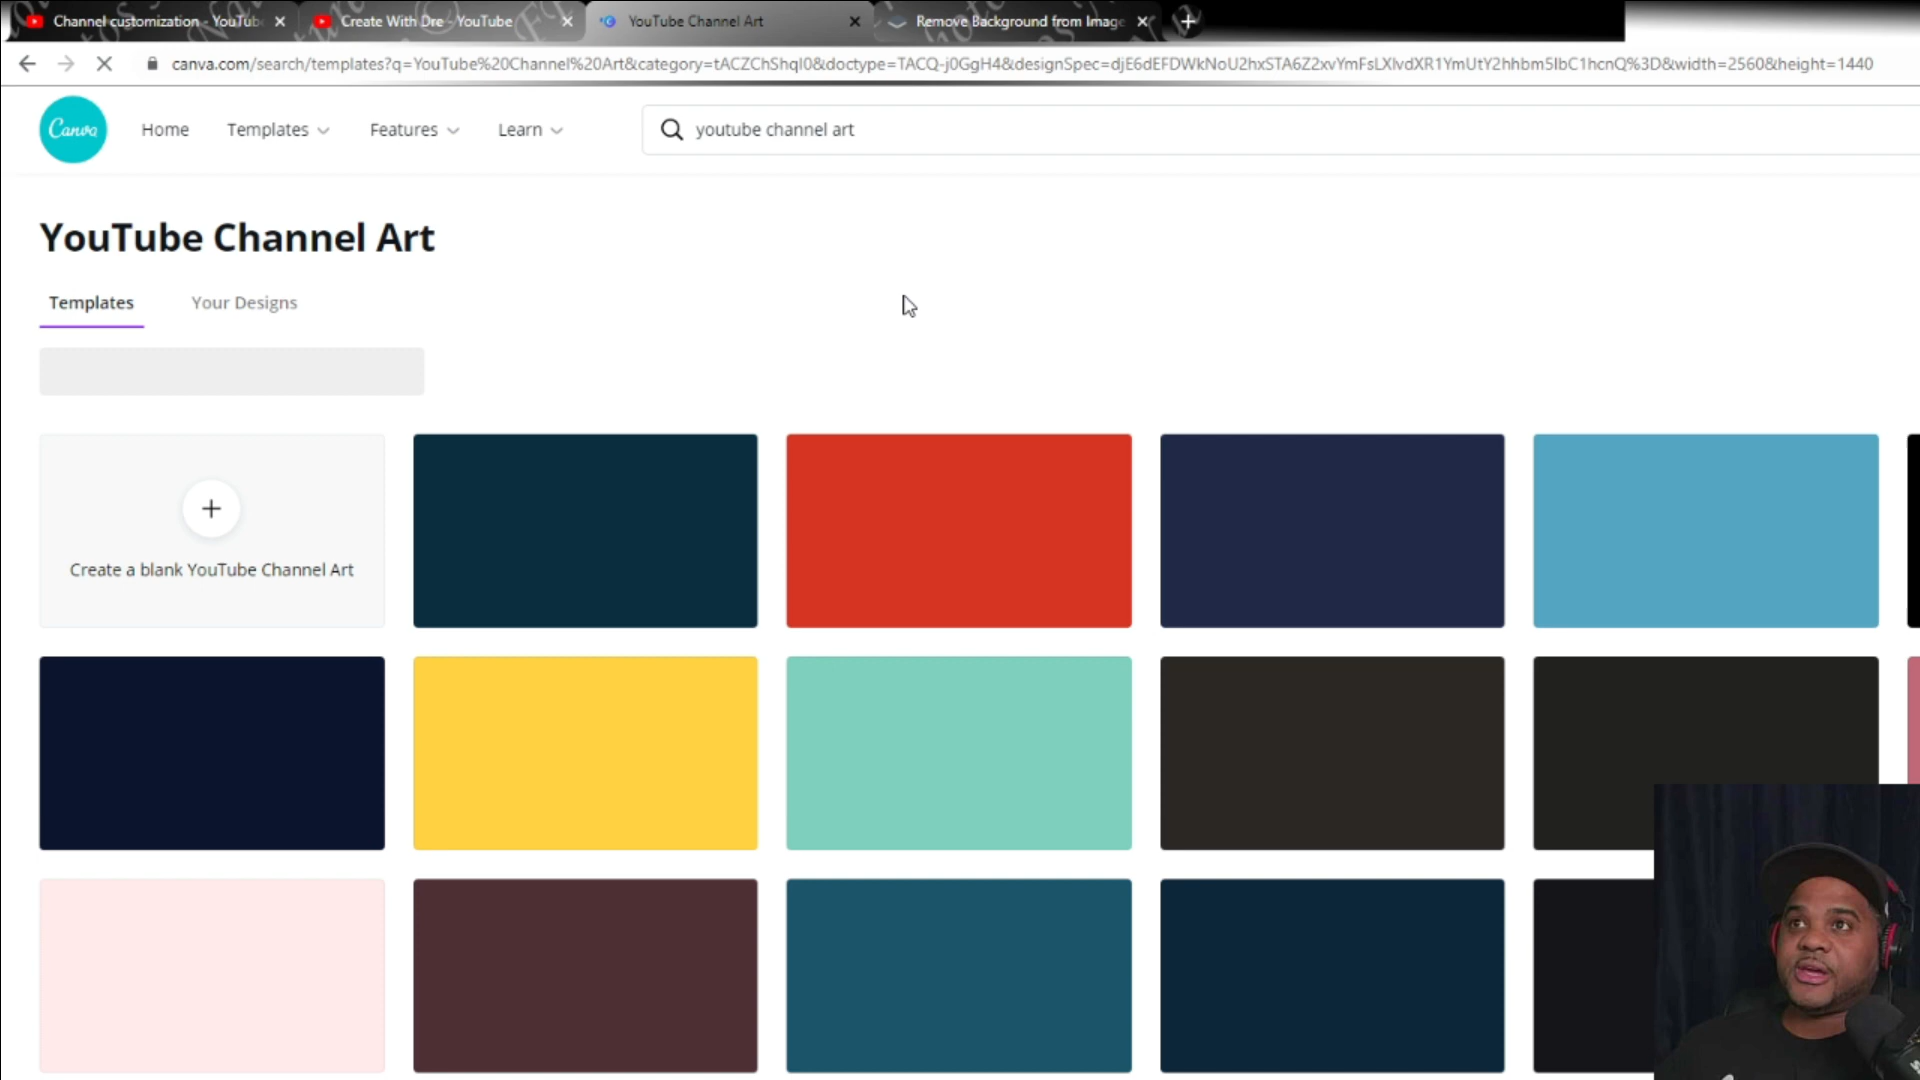 Channel customization - YouTub
Create With Dre - YouTube
YouTube Channel Art
Remove Background from Image
canva.com/search/templates?q=YouTube%20Channel%20Art&category=tACZChShqI0&doctype=TACQ-j0GgH4&designSpec=djE6dEFDWkNoU2hxSTA6Z2xvYmFsLXlvdXR1YmUtY2hhbm5lbC1hcnQ%3D&width=2560&height=1440
Canva
Home
Templates
Features
Learn
youtube channel art
YouTube Channel Art
Templates
Your Designs
Create a blank YouTube Channel Art